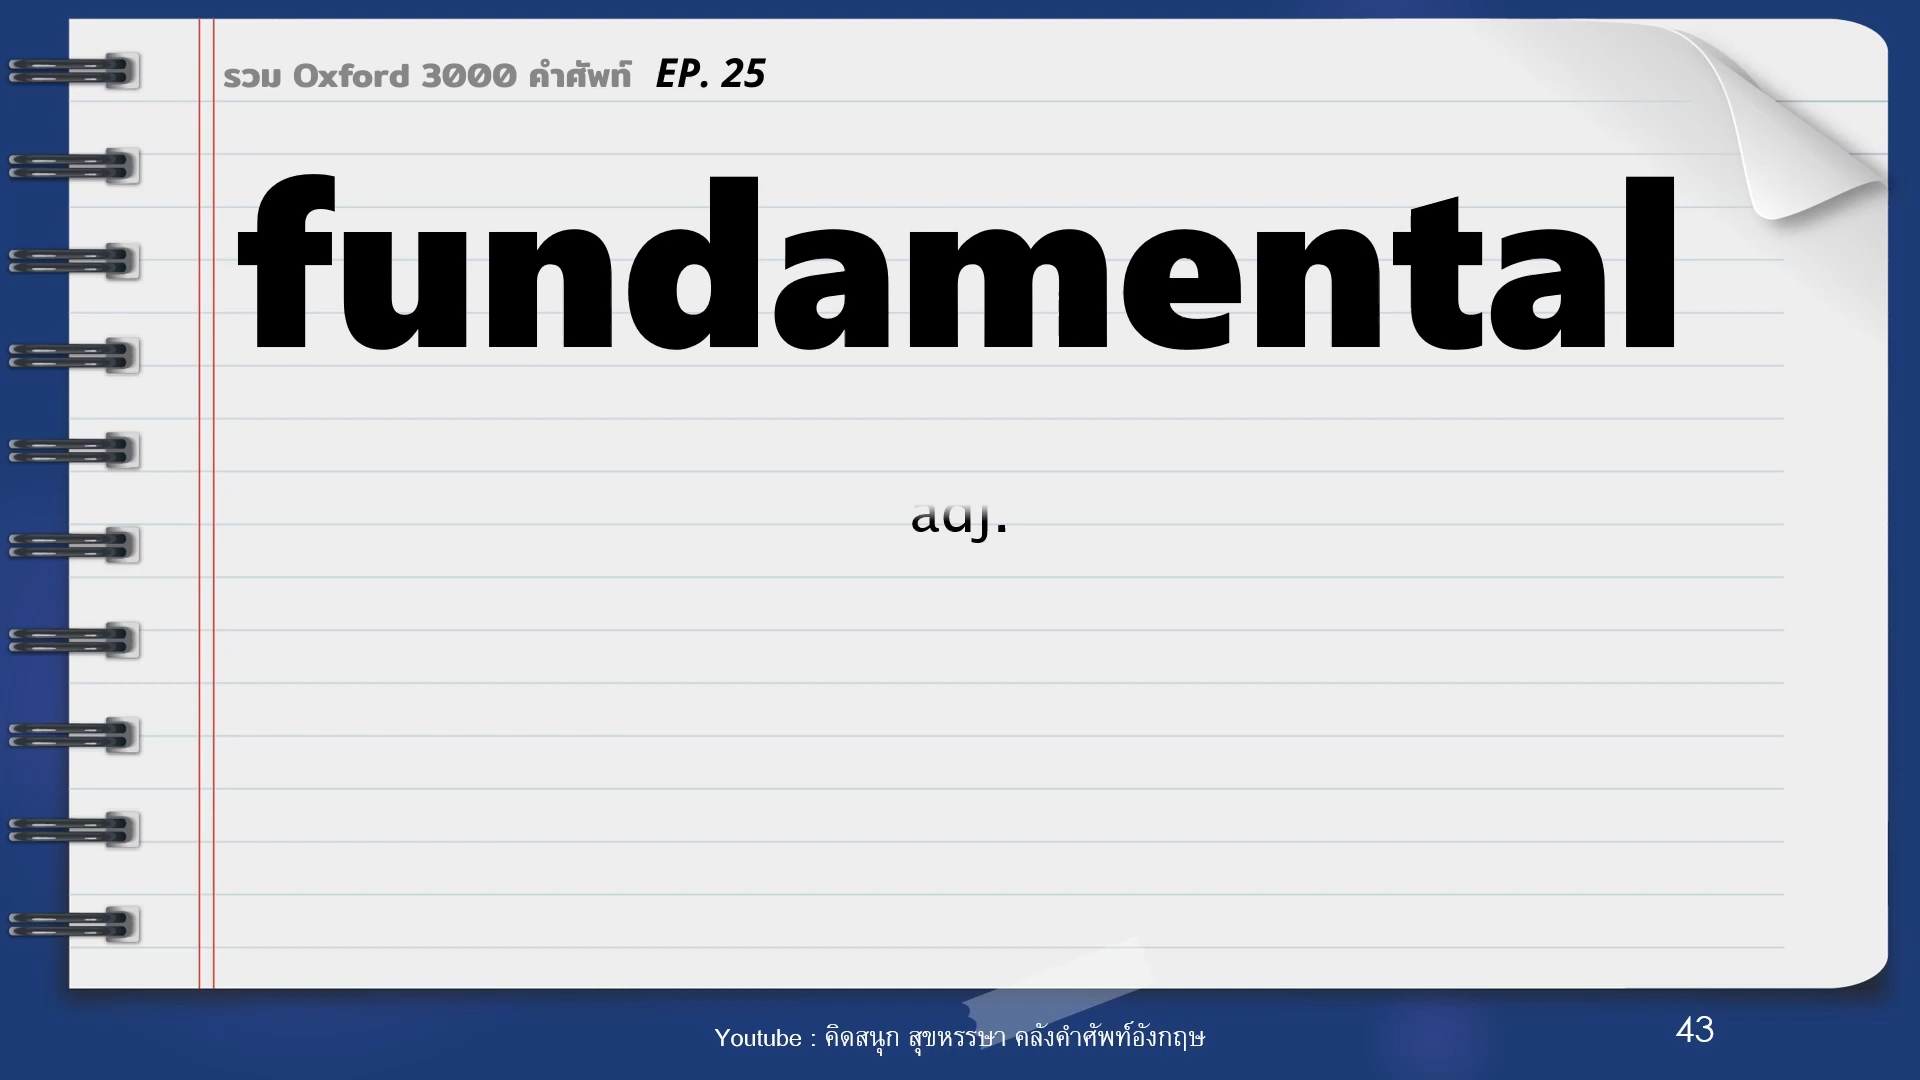 รวม Oxford 3000 คำศัพท์ EP. 25
fundamental
adj.
Youtube : คิดสนุก สุขหรรษา คลังคำศัพท์อังกฤษ
43